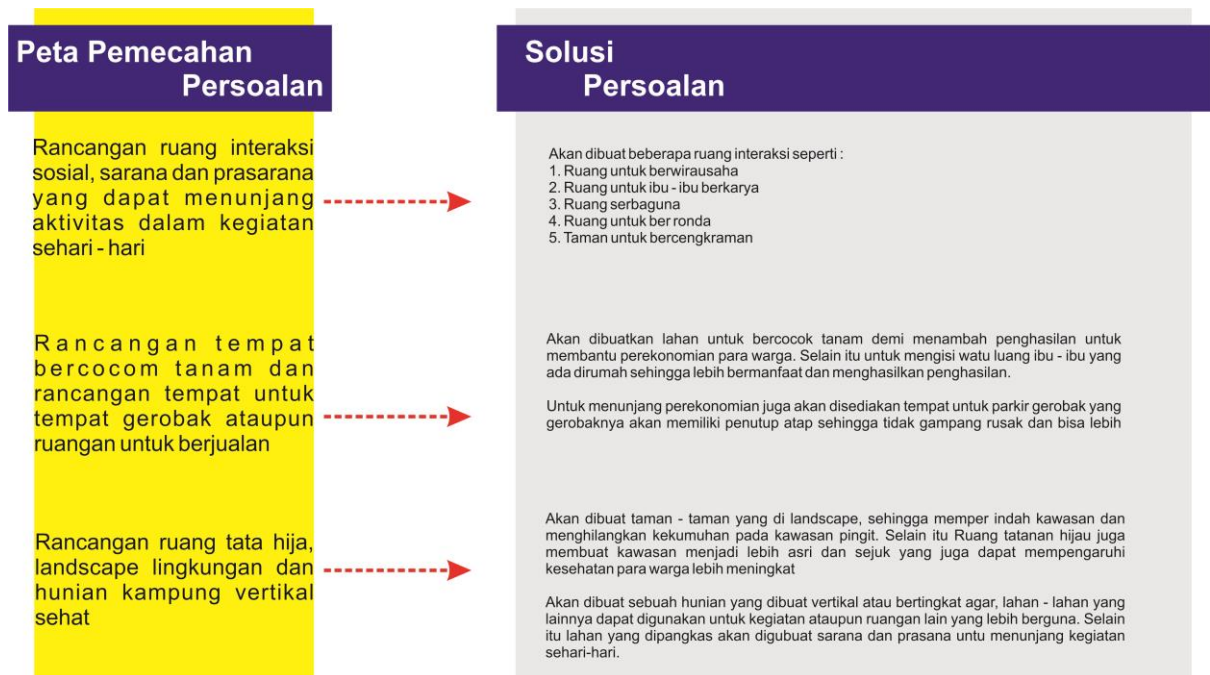 Peta Pemecahan
Persoalan
Solusi
Persoalan
Rancangan ruang interaksi
sosial, sarana dan prasarana
yang dapat menunjang
aktivitas dalam kegiatan
sehari - hari
Akan dibuat beberapa ruang interaksi seperti :
1. Ruang untuk berwirausaha
2. Ruang untuk ibu - ibu berkarya
3. Ruang serbaguna
4. Ruang untuk ber ronda
5. Taman untuk bercengkraman
Rancangan tempat
bercocom tanam dan
rancangan tempat untuk
tempat gerobak ataupun
ruangan untuk berjualan
Akan dibuatkan lahan untuk bercocok tanam demi menambah penghasilan untuk
membantu perekonomian para warga. Selain itu untuk mengisi watu luang ibu - ibu yang
ada dirumah sehingga lebih bermanfaat dan menghasilkan penghasilan.
Untuk menunjang perekonomian juga akan disediakan tempat untuk parkir gerobak yang
gerobaknya akan memiliki penutup atap sehingga tidak gampang rusak dan bisa lebih
Rancangan ruang tata hija,
landscape lingkungan dan
hunian kampung vertikal
sehat
Akan dibuat taman - taman yang di landscape, sehingga memper indah kawasan dan
menghilangkan kekumuhan pada kawasan pingit. Selain itu Ruang tatanan hijau juga
membuat kawasan menjadi lebih asri dan sejuk yang juga dapat mempengaruhi
kesehatan para warga lebih meningkat
Akan dibuat sebuah hunian yang dibuat vertikal atau bertingkat agar, lahan - lahan yang
lainnya dapat digunakan untuk kegiatan ataupun ruangan lain yang lebih berguna. Selain
itu lahan yang dipangkas akan digubuat sarana dan prasana untu menunjang kegiatan
sehari-hari.